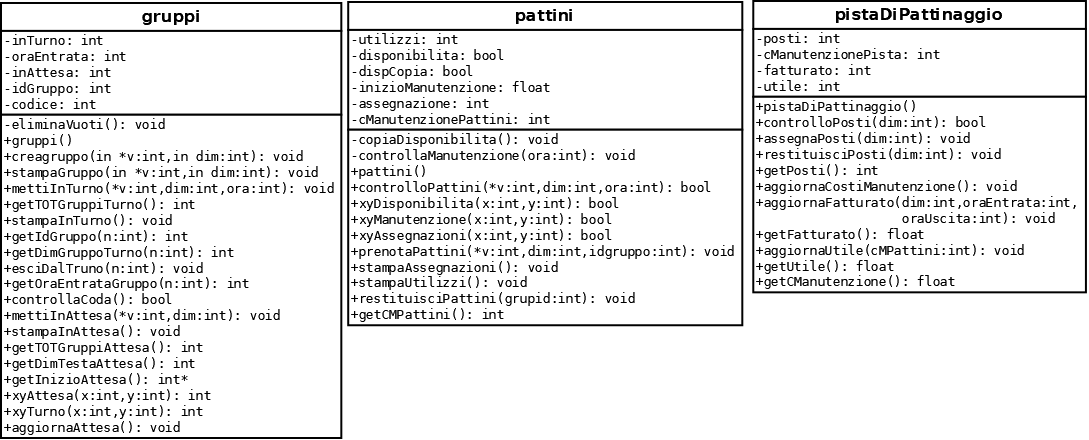 gruppi
-inTurno: int
-oraEntrata: int
-inAttesa: int
-idGruppo: int
-codice: int
-eliminaVuoti(): void
+gruppi()
+creagruppo(in *v:int,in dim:int): void
+stampaGruppo(in *v:int,in dim:int): void
+mettiInTurno(*v:int,dim:int,ora:int): void
+getTOTGruppiTurno(): int
+stampaInTurno(): void
+getIdGruppo(n:int): int
+getDimGruppoTurno(n:int): int
+esciDalTruno(n:int): void
+getOraEntrataGruppo(n:int): int
+controllaCoda(): bool
+mettiInAttesa(*v:int,dim:int): void
+stampaInAttesa(): void
+getTOTGruppiAttesa(): int
+getDimTestaAttesa(): int
+getInizioAttesa(): int*
+xyAttesa(x:int,y:int): int
+xyTurno(x:int,y:int): int
+aggiornaAttesa(): void
pattini
-utilizzi: int
-disponibilita: bool
-dispCopia: bool
-inizioManutenzione: float
-assegnazione: int
-cManutenzionePattini: int
-copiaDisponibilita(): void
-controllaManutenzione(ora:int): void
+pattini()
+controlloPattini(*v:int,dim:int,ora:int): bool
+xyDisponibilita(x:int,y:int): bool
+xyManutenzione(x:int,y:int): bool
+xyAssegnazioni(x:int,y:int): bool
+prenotaPattini(*v:int,dim:int,idgruppo:int): void
+stampaAssegnazioni(): void
+stampaUtilizzi(): void
+restituisciPattini(grupid:int): void
+getCMPattini(): int
pistaDiPattinaggio
-posti: int
-cManutenzionePista: int
-fatturato: int
-utile: int
+pistaDiPattinaggio()
+controlloPosti(dim:int): bool
+assegnaPosti(dim:int): void
+restituisciPosti(dim:int): void
+getPosti(): int
+aggiornaCostiManutenzione(): void
+aggiornaFatturato(dim:int,oraEntrata:int,
oraUscita:int): void
+getFatturato(): float
+aggiornaUtile(cMPattini:int): void
+getUtile(): float
+getCManutenzione(): float